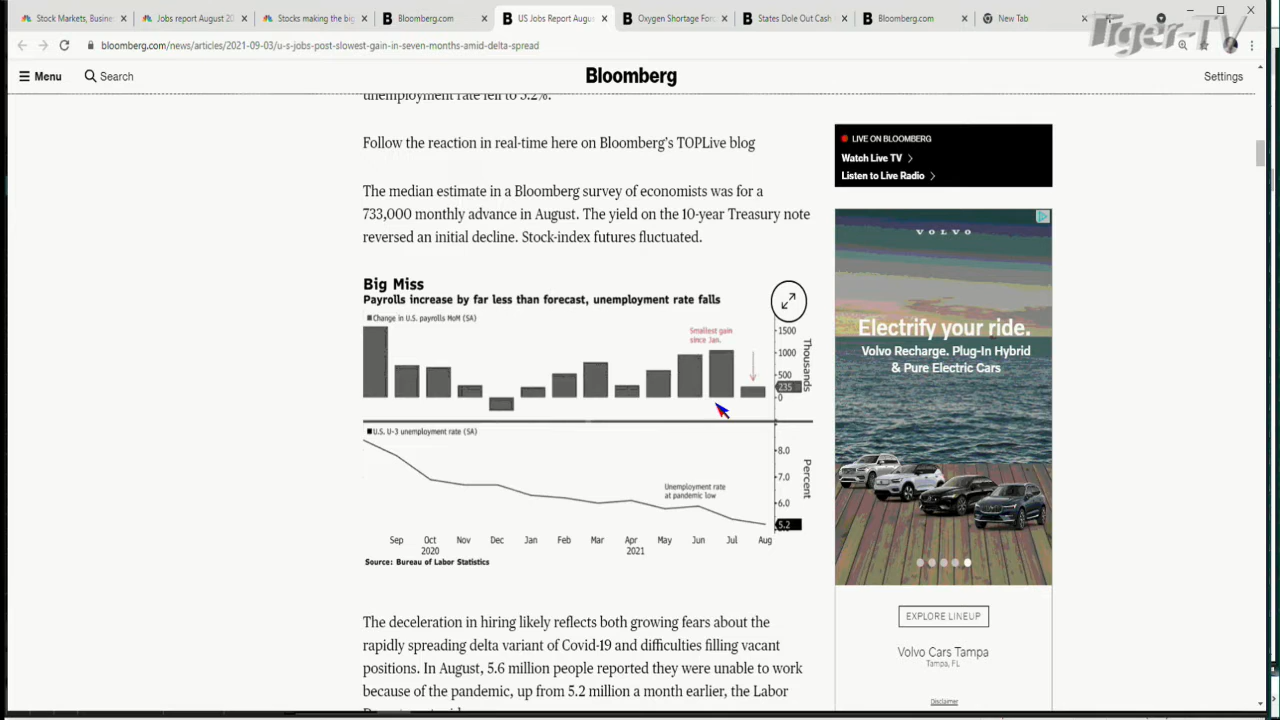 Stock Markets, Busine
Jobs report August 20
Stocks making the big
Bloomberg.com
US Jobs Report Augu
Oxygen Shortage For
States Dole Out Cash
Bloomberg.com
New Tab
Tiger-TV
bloomberg.com/news/articles/2021-09-03/u-s-jobs-post-slowest-gain-in-seven-months-amid-delta-spread
Menu
Search
Bloomberg
Settings
unemployment rate fell to 5.2%.
Follow the reaction in real-time here on Bloomberg's TOPLive blog
The median estimate in a Bloomberg survey of economists was for a
733,000 monthly advance in August. The yield on the 10-year Treasury note
reversed an initial decline. Stock-index futures fluctuated.
Big Miss
Payrolls increase by far less than forecast, unemployment rate falls
Change in U.S. payrolls MoM (SA)
Smallest gain
since Jan.
1500
1000
500
235
0
Thousands
U.S. U-3 unemployment rate (SA)
Unemployment rate
at pandemic low
8.0
7.0
6.0
5.2
Percent
Sep Oct Nov Dec Jan Feb Mar Apr May Jun Jul Aug
2020 2021
Source: Bureau of Labor Statistics
The deceleration in hiring likely reflects both growing fears about the
rapidly spreading delta variant of Covid-19 and difficulties filling vacant
positions. In August, 5.6 million people reported they were unable to work
because of the pandemic, up from 5.2 million a month earlier, the Labor
LIVE ON BLOOMBERG
Watch Live TV
Listen to Live Radio
VOLVO
Electrify your ride.
Volvo Recharge. Plug-In Hybrid
& Pure Electric Cars
EXPLORE LINEUP
Volvo Cars Tampa
Tampa, FL
Disclaimer